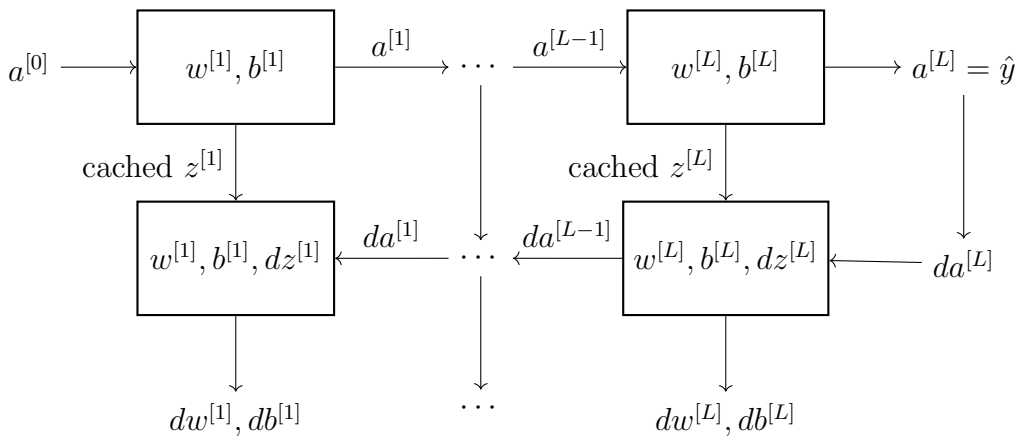 a^{[0]} w^{[1]}, b^{[1]} a^{[1]} ⋯ a^{[L−1]} w^{[L]}, b^{[L]} a^{[L]} = ŷ
cached z^{[1]} cached z^{[L]}
w^{[1]}, b^{[1]}, dz^{[1]} da^{[1]} ⋯ da^{[L−1]} w^{[L]}, b^{[L]}, dz^{[L]} da^{[L]}
dw^{[1]}, db^{[1]} ⋯ dw^{[L]}, db^{[L]}